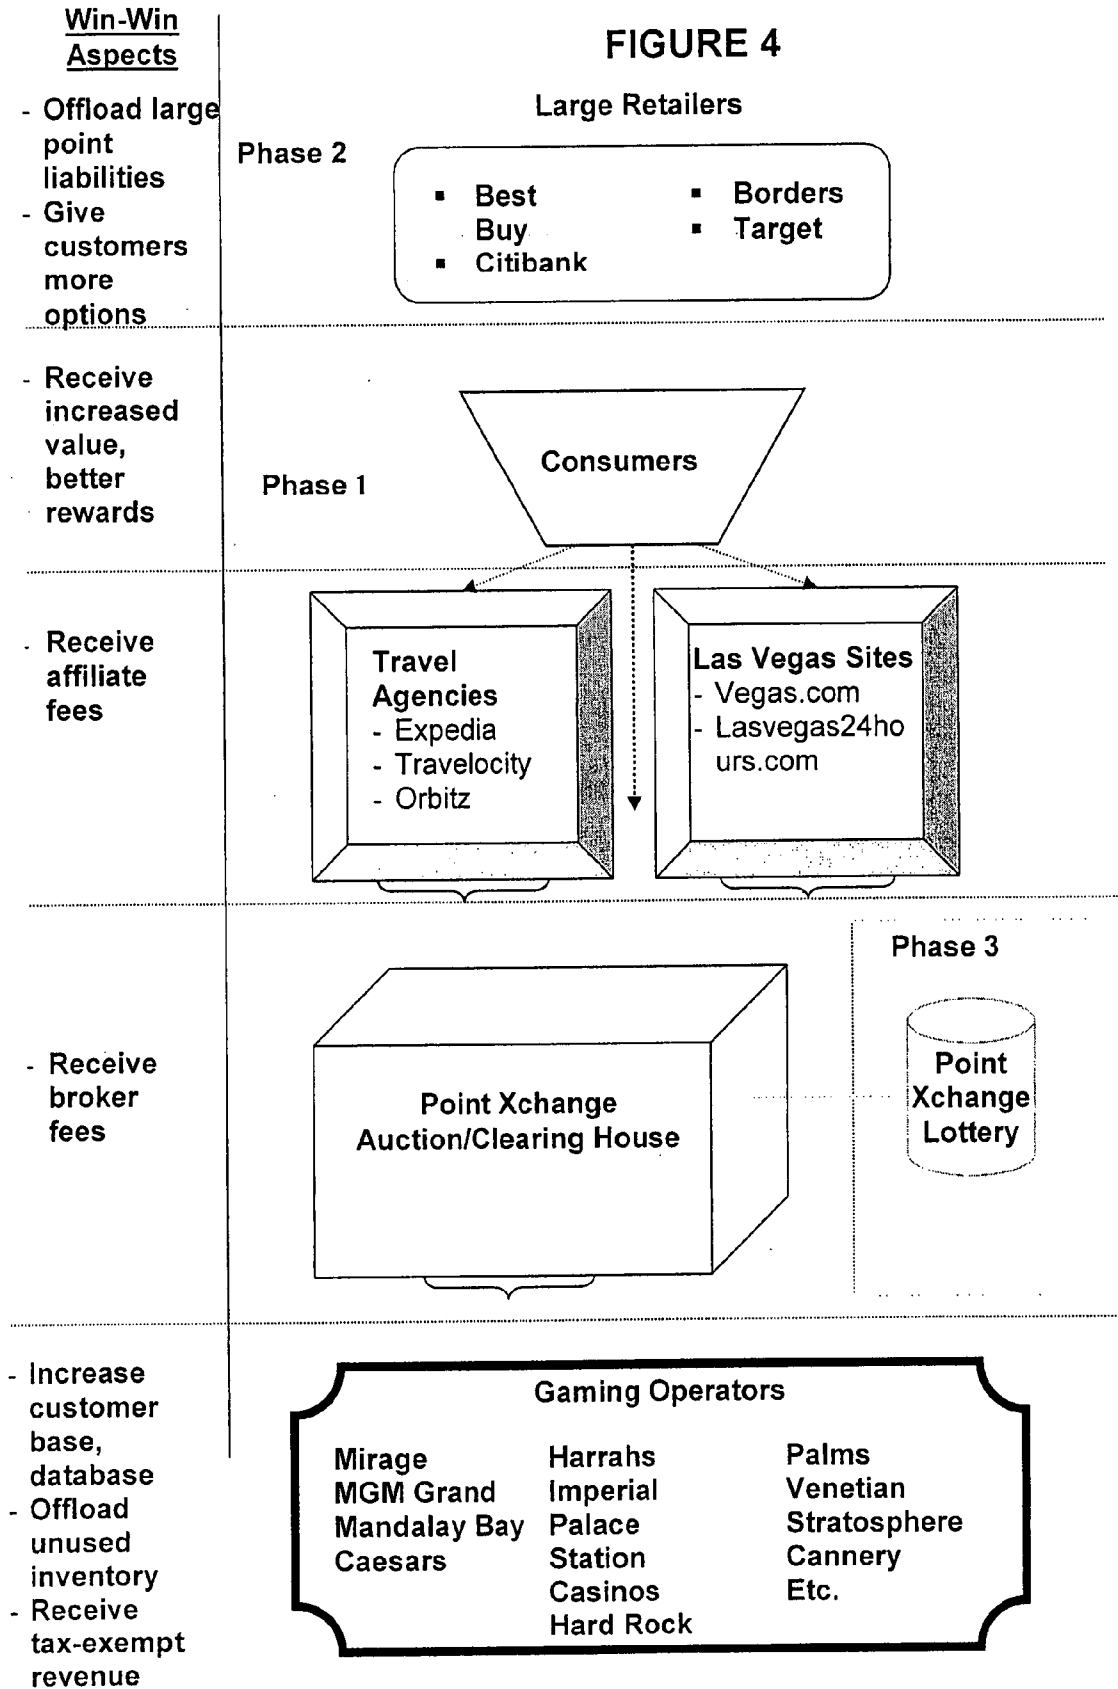 Win-Win
Aspects
FIGURE 4
- Offload large
point
liabilities
- Give
customers
more
options
Large Retailers
Phase 2
▪ Best
Buy
▪ Citibank
▪ Borders
▪ Target
- Receive
increased
value,
better
rewards
Phase 1
Consumers
- Receive
affiliate
fees
Travel
Agencies
- Expedia
- Travelocity
- Orbitz
Las Vegas Sites
- Vegas.com
- Lasvegas24ho
urs.com
- Receive
broker
fees
Point Xchange
Auction/Clearing House
Phase 3
Point
Xchange
Lottery
- Increase
customer
base,
database
- Offload
unused
inventory
- Receive
tax-exempt
revenue
Gaming Operators
Mirage
MGM Grand
Mandalay Bay
Caesars
Harrahs
Imperial
Palace
Station
Casinos
Hard Rock
Palms
Venetian
Stratosphere
Cannery
Etc.